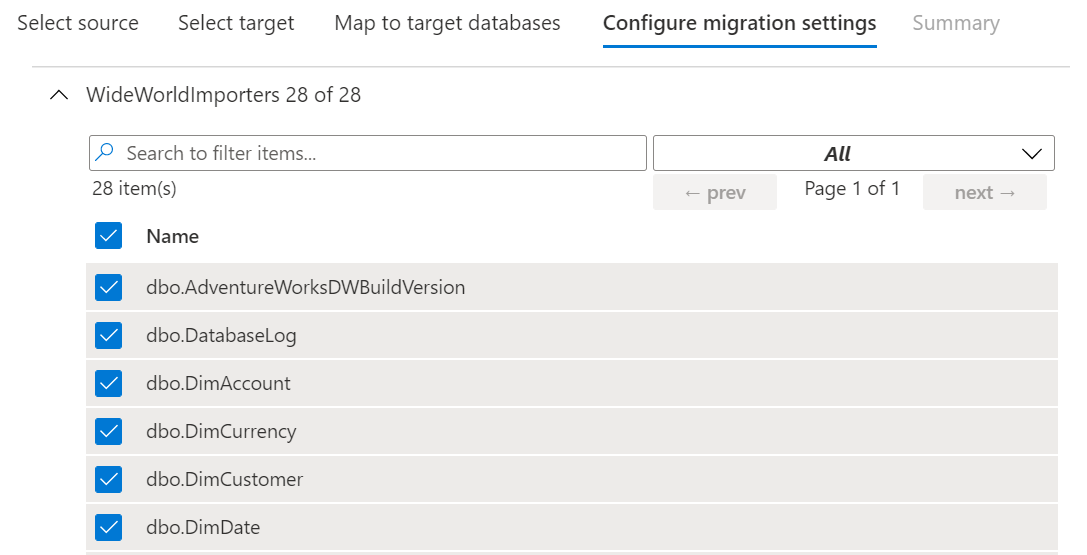 Select source Select target Map to target databases Configure migration settings Summary
WideWorldImporters 28 of 28
Search to filter items... All
28 item(s) ← prev Page 1 of 1 next →
Name
dbo.AdventureWorksDWBuildVersion
dbo.DatabaseLog
dbo.DimAccount
dbo.DimCurrency
dbo.DimCustomer
dbo.DimDate